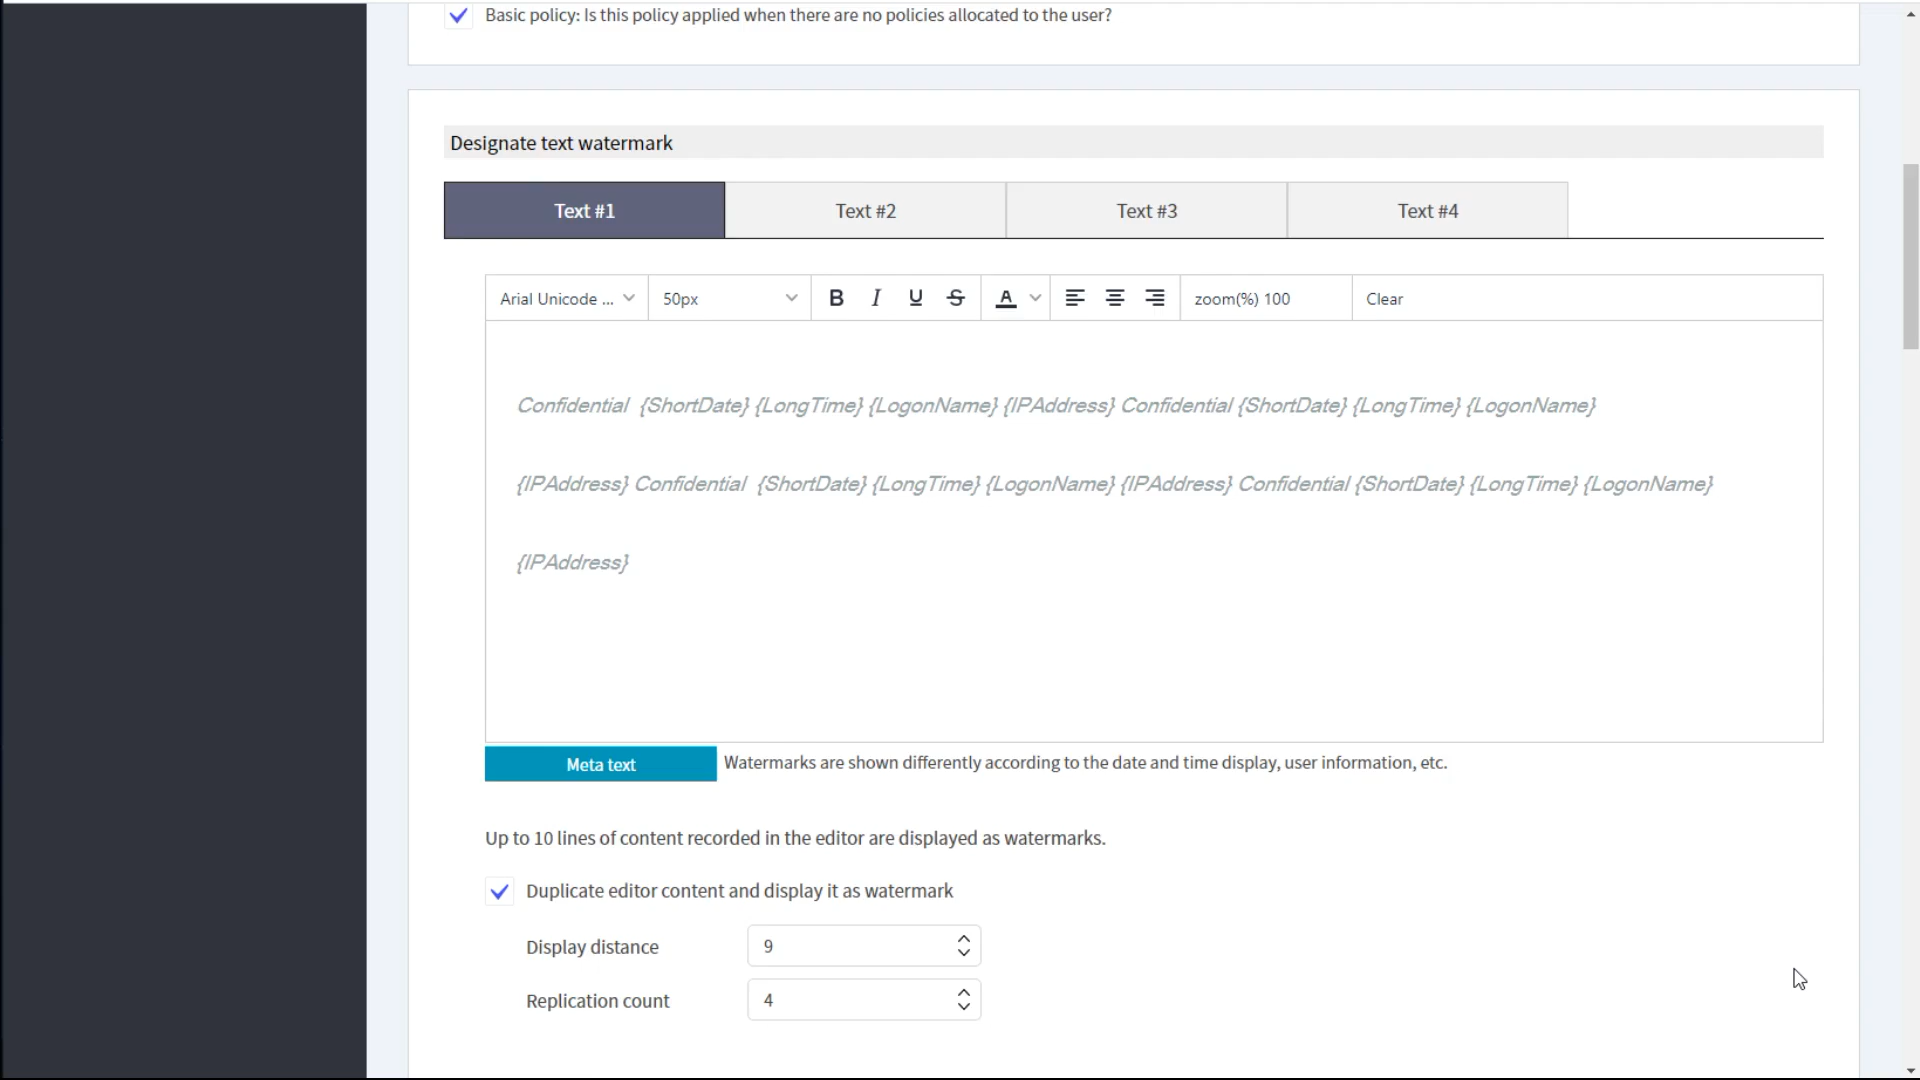 Basic policy: Is this policy applied when there are no policies allocated to the user?
Designate text watermark
Text #1 Text #2 Text #3 Text #4
Arial Unicode ... 50px B I U S A zoom(%) 100 Clear
Confidential {ShortDate} {LongTime} {LogonName} {IPAddress} Confidential {ShortDate} {LongTime} {LogonName}
{IPAddress} Confidential {ShortDate} {LongTime} {LogonName} {IPAddress} Confidential {ShortDate} {LongTime} {LogonName}
{IPAddress}
Meta text Watermarks are shown differently according to the date and time display, user information, etc.
Up to 10 lines of content recorded in the editor are displayed as watermarks.
Duplicate editor content and display it as watermark
Display distance 9
Replication count 4